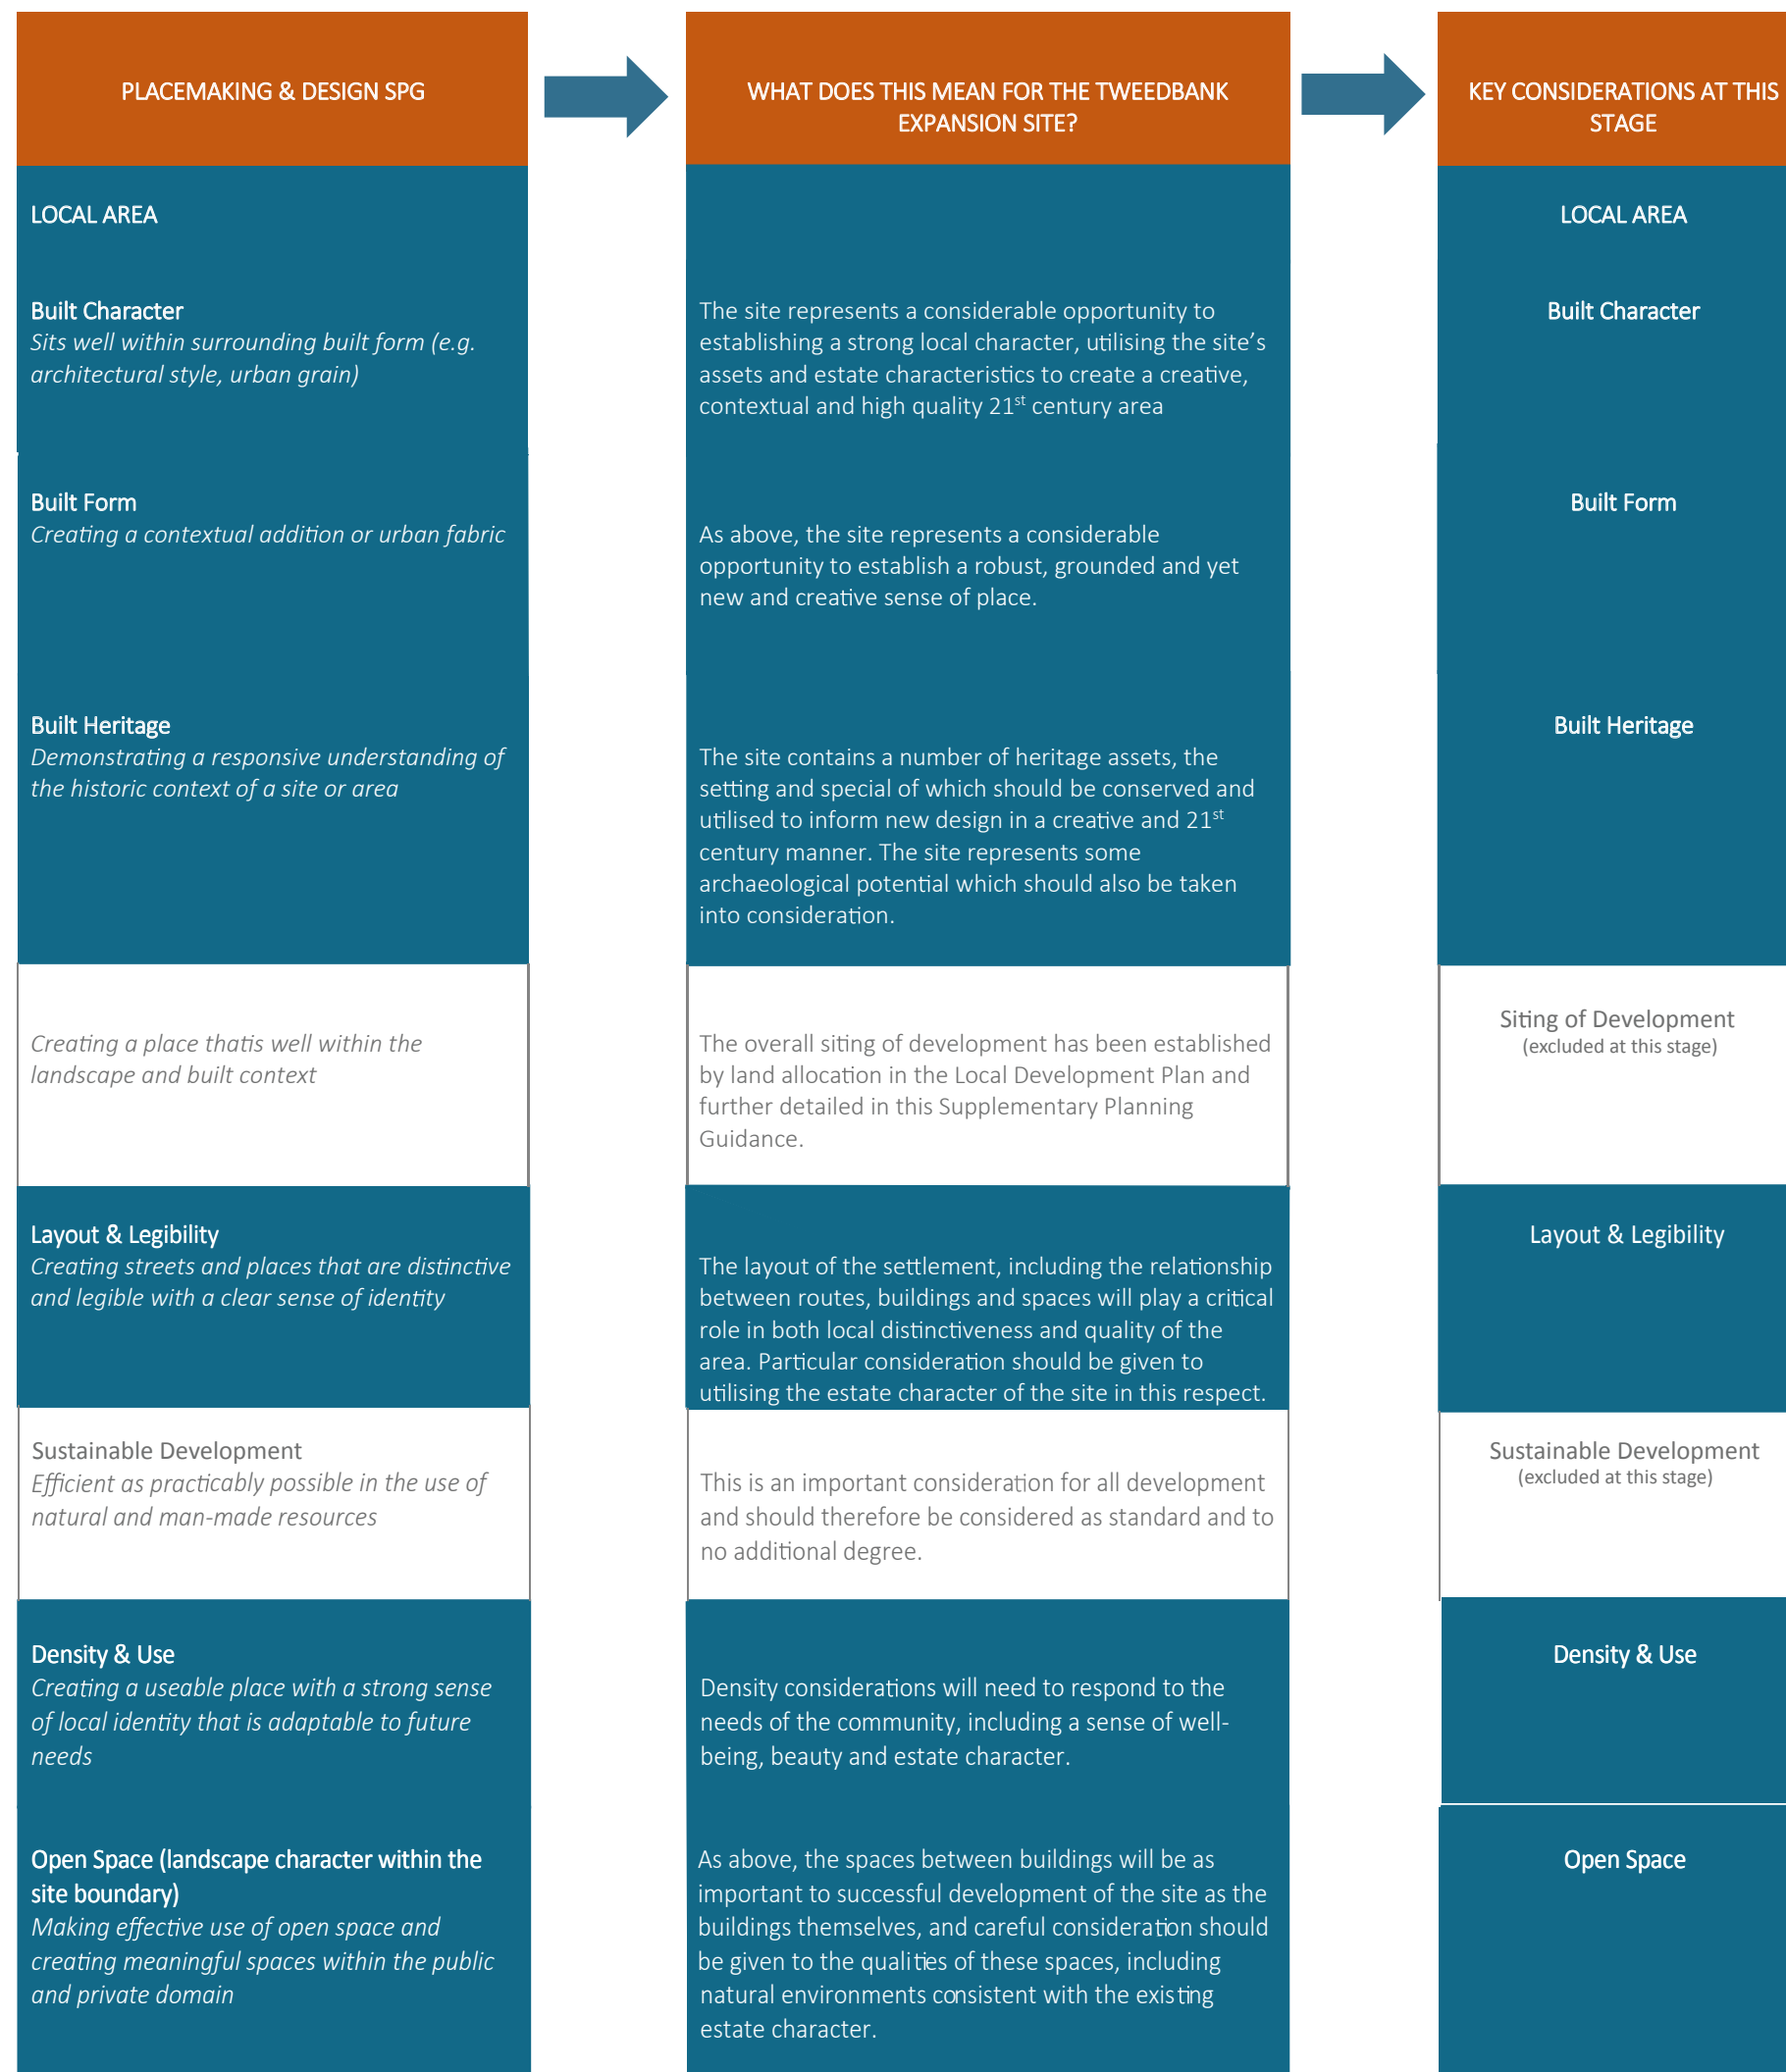 PLACEMAKING & DESIGN SPG
WHAT DOES THIS MEAN FOR THE TWEEDBANK
EXPANSION SITE?
KEY CONSIDERATIONS AT THIS
STAGE
LOCAL AREA
LOCAL AREA
Built Character
Sits well within surrounding built form (e.g.
architectural style, urban grain)
The site represents a considerable opportunity to
establishing a strong local character, utilising the site’s
assets and estate characteristics to create a creative,
contextual and high quality 21st century area
Built Character
Built Form
Creating a contextual addition or urban fabric
As above, the site represents a considerable
opportunity to establish a robust, grounded and yet
new and creative sense of place.
Built Form
Built Heritage
Demonstrating a responsive understanding of
the historic context of a site or area
The site contains a number of heritage assets, the
setting and special of which should be conserved and
utilised to inform new design in a creative and 21st
century manner. The site represents some
archaeological potential which should also be taken
into consideration.
Built Heritage
Creating a place thatis well within the
landscape and built context
The overall siting of development has been established
by land allocation in the Local Development Plan and
further detailed in this Supplementary Planning
Guidance.
Siting of Development
(excluded at this stage)
Layout & Legibility
Creating streets and places that are distinctive
and legible with a clear sense of identity
The layout of the settlement, including the relationship
between routes, buildings and spaces will play a critical
role in both local distinctiveness and quality of the
area. Particular consideration should be given to
utilising the estate character of the site in this respect.
Layout & Legibility
Sustainable Development
Efficient as practicably possible in the use of
natural and man-made resources
This is an important consideration for all development
and should therefore be considered as standard and to
no additional degree.
Sustainable Development
(excluded at this stage)
Density & Use
Creating a useable place with a strong sense
of local identity that is adaptable to future
needs
Density considerations will need to respond to the
needs of the community, including a sense of well-
being, beauty and estate character.
Density & Use
Open Space (landscape character within the
site boundary)
Making effective use of open space and
creating meaningful spaces within the public
and private domain
As above, the spaces between buildings will be as
important to successful development of the site as the
buildings themselves, and careful consideration should
be given to the qualities of these spaces, including
natural environments consistent with the existing
estate character.
Open Space